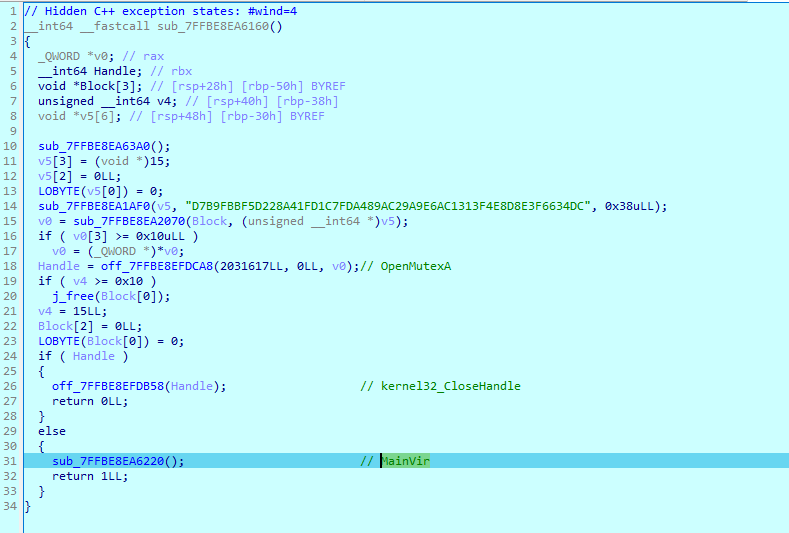 1 // Hidden C++ exception states: #wind=4
2 __int64 __fastcall sub_7FFBE8EA6160()
3 {
4 _QWORD *v0; // rax
5 __int64 Handle; // rbx
6 void *Block[3]; // [rsp+28h] [rbp-50h] BYREF
7 unsigned __int64 v4; // [rsp+40h] [rbp-38h]
8 void *v5[6]; // [rsp+48h] [rbp-30h] BYREF
9
10 sub_7FFBE8EA63A0();
11 v5[3] = (void *)15;
12 v5[2] = 0LL;
13 LOBYTE(v5[0]) = 0;
14 sub_7FFBE8EA1AF0(v5, "D7B9FBBF5D228A41FD1C7FDA489AC29A9E6AC1313F4E8D8E3F6634DC", 0x38uLL);
15 v0 = sub_7FFBE8EA2070(Block, (unsigned __int64 *)v5);
16 if ( v0[3] >= 0x10uLL )
17 v0 = (_QWORD *)*v0;
18 Handle = off_7FFBE8EFDCA8(2031617LL, 0LL, v0);// OpenMutexA
19 if ( v4 >= 0x10 )
20 j_free(Block[0]);
21 v4 = 15LL;
22 Block[2] = 0LL;
23 LOBYTE(Block[0]) = 0;
24 if ( Handle )
25 {
26 off_7FFBE8EFDB58(Handle); // kernel32_CloseHandle
27 return 0LL;
28 }
29 else
30 {
31 sub_7FFBE8EA6220(); // MainVir
32 return 1LL;
33 }
34 }